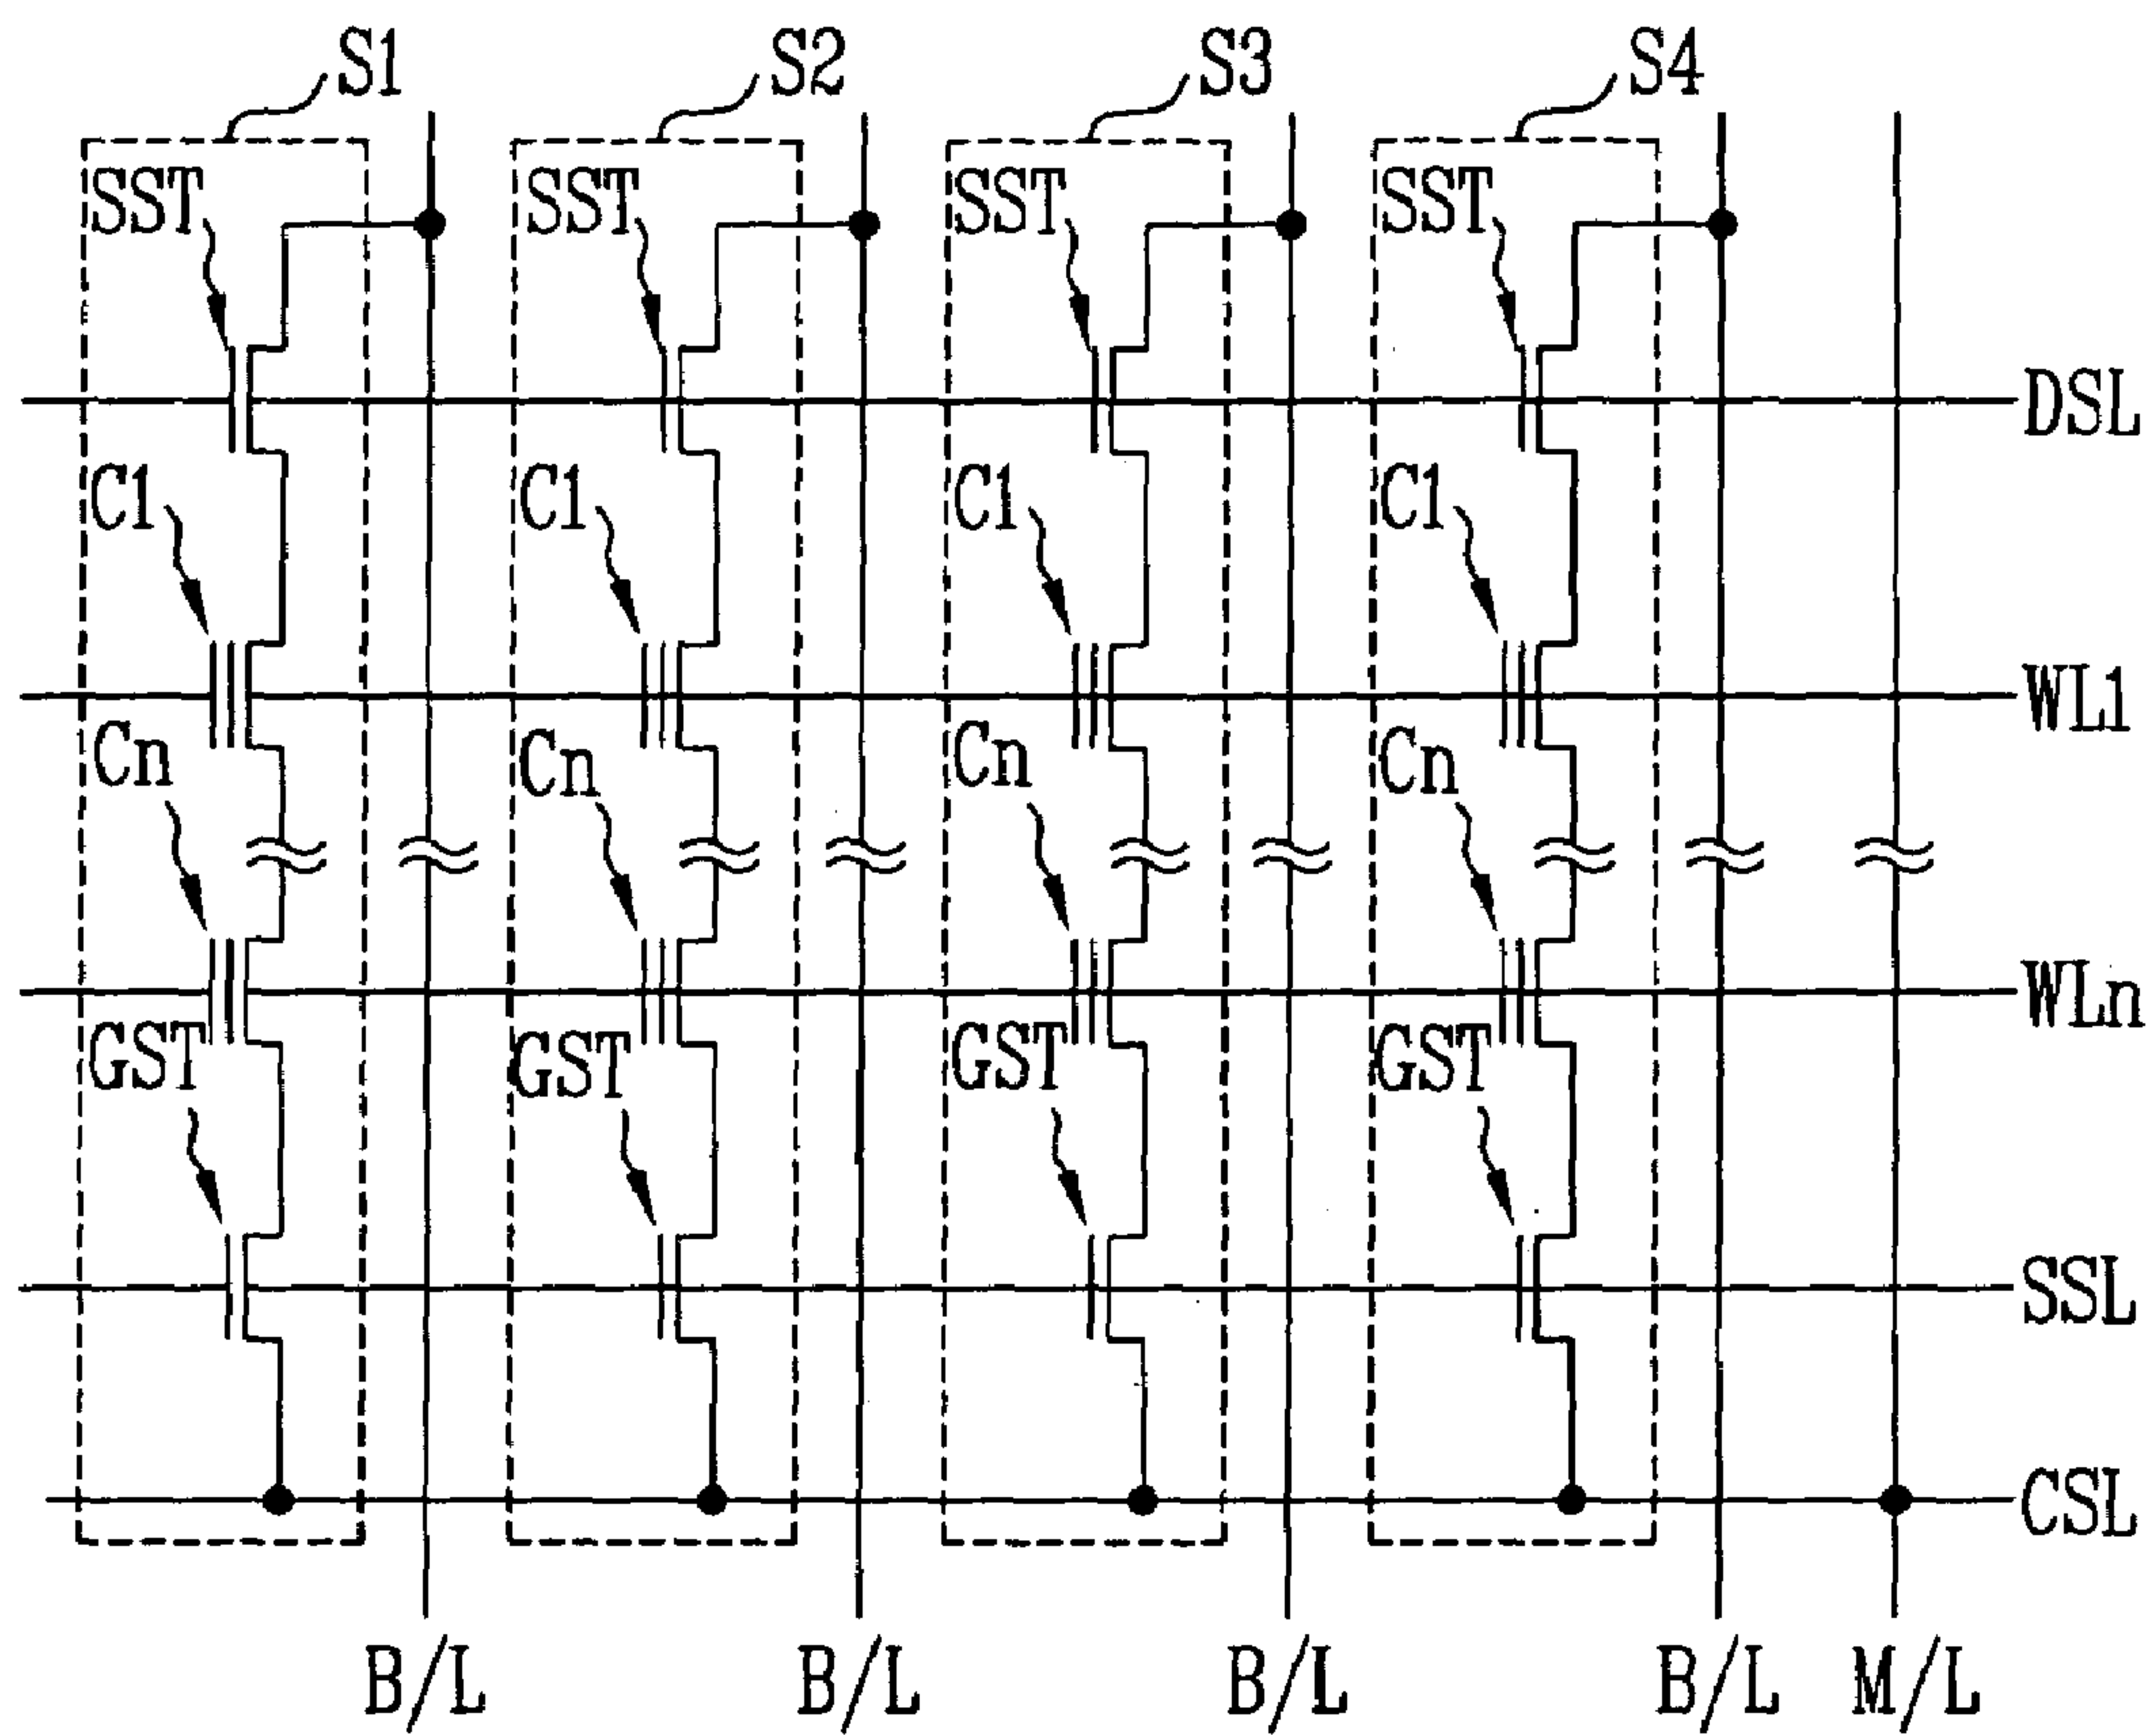 S1 S2 S3 S4
SST SST SST SST
DSL
C1 C1 C1 C1
WL1
Cn Cn Cn Cn
WLn
GST GST GST GST
SSL
CSL
B/L B/L B/L B/L M/L